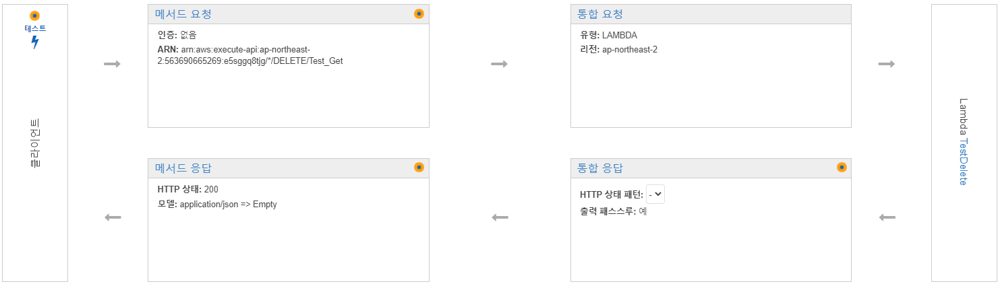 테스트
클라이언트
메서드 요청
인증: 없음
ARN: arn:aws:execute-api:ap-northeast-
2:563690665269:e5sggq8tjg/*/DELETE/Test_Get
통합 요청
유형: LAMBDA
리전: ap-northeast-2
Lambda TestDelete
메서드 응답
HTTP 상태: 200
모델: application/json => Empty
통합 응답
HTTP 상태 패턴: -
출력 패스스루: 예